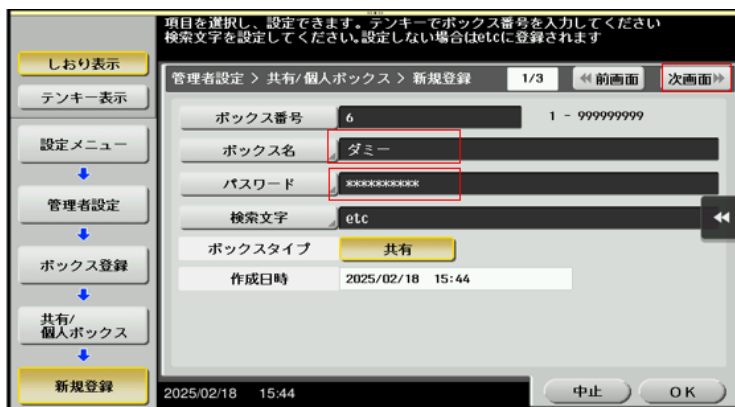 項目を選択し、設定できます。テンキーでボックス番号を入力してください
検索文字を設定してください。設定しない場合はetcに登録されます
しおり表示
テンキー表示
設定メニュー
管理者設定
ボックス登録
共有/
個人ボックス
新規登録
管理者設定 > 共有/個人ボックス > 新規登録
1/3
前画面
次画面
ボックス番号
6
1 - 999999999
ボックス名
ダミー
パスワード
**********
検索文字
etc
ボックスタイプ
共有
作成日時
2025/02/18 15:44
2025/02/18 15:44
中止
OK